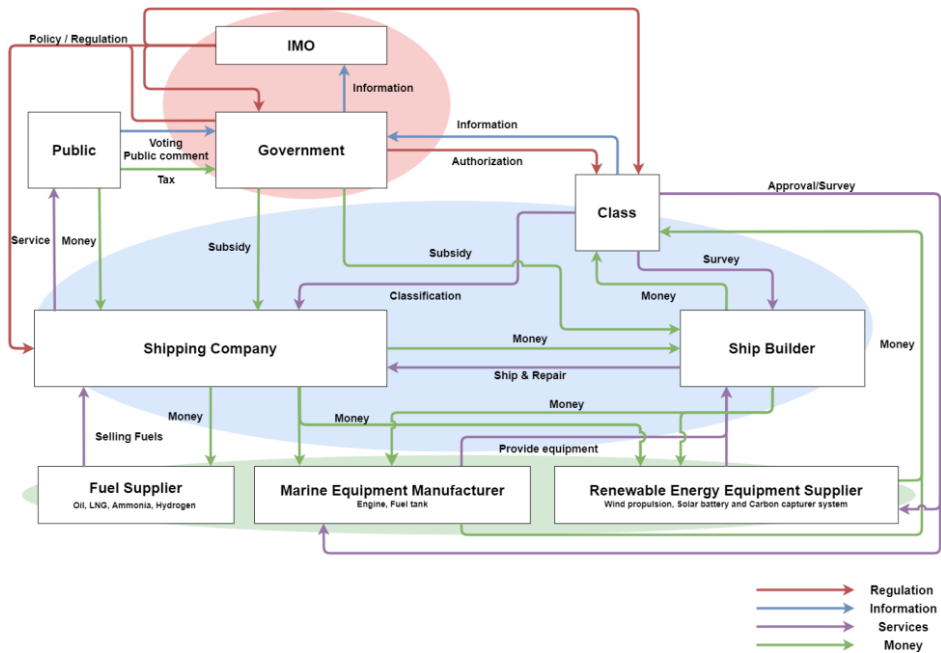 Policy / Regulation
IMO
Information
Public
Voting
Public comment
Tax
Government
Information
Authorization
Class
Approval/Survey
Service
Money
Subsidy
Subsidy
Survey
Classification
Money
Shipping Company
Money
Ship Builder
Money
Ship & Repair
Selling Fuels
Money
Money
Money
Provide equipment
Fuel Supplier
Oil, LNG, Ammonia, Hydrogen
Marine Equipment Manufacturer
Engine, Fuel tank
Renewable Energy Equipment Supplier
Wind propulsion, Solar battery and Carbon capturer system
Regulation
Information
Services
Money